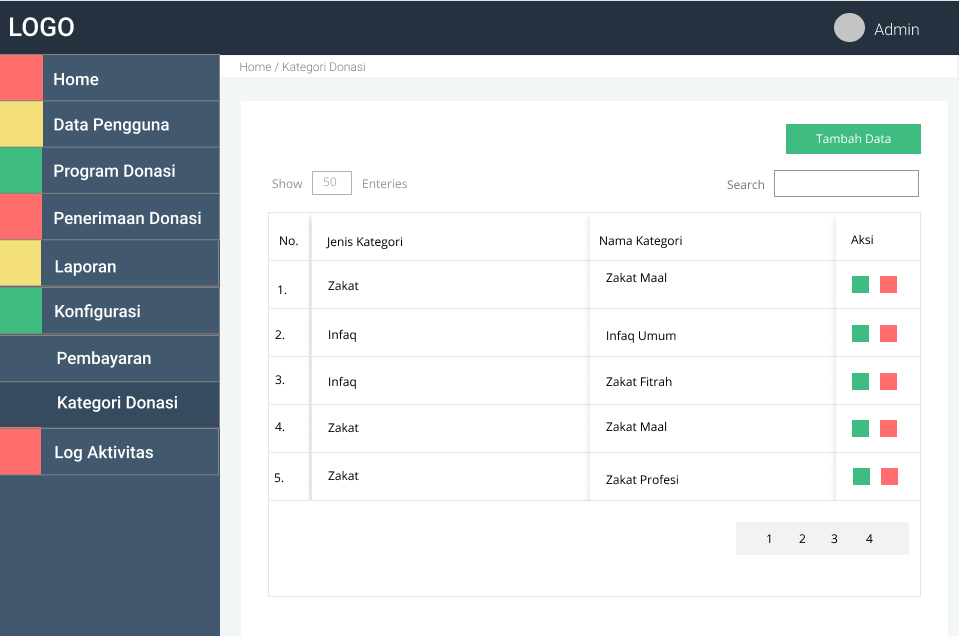 LOGO
Admin
Home
Data Pengguna
Program Donasi
Penerimaan Donasi
Laporan
Konfigurasi
Pembayaran
Kategori Donasi
Log Aktivitas
Home / Kategori Donasi
Tambah Data
Show 50 Enteries
Search
No. Jenis Kategori Nama Kategori Aksi
1. Zakat Zakat Maal
2. Infaq Infaq Umum
3. Infaq Zakat Fitrah
4. Zakat Zakat Maal
5. Zakat Zakat Profesi
1 2 3 4